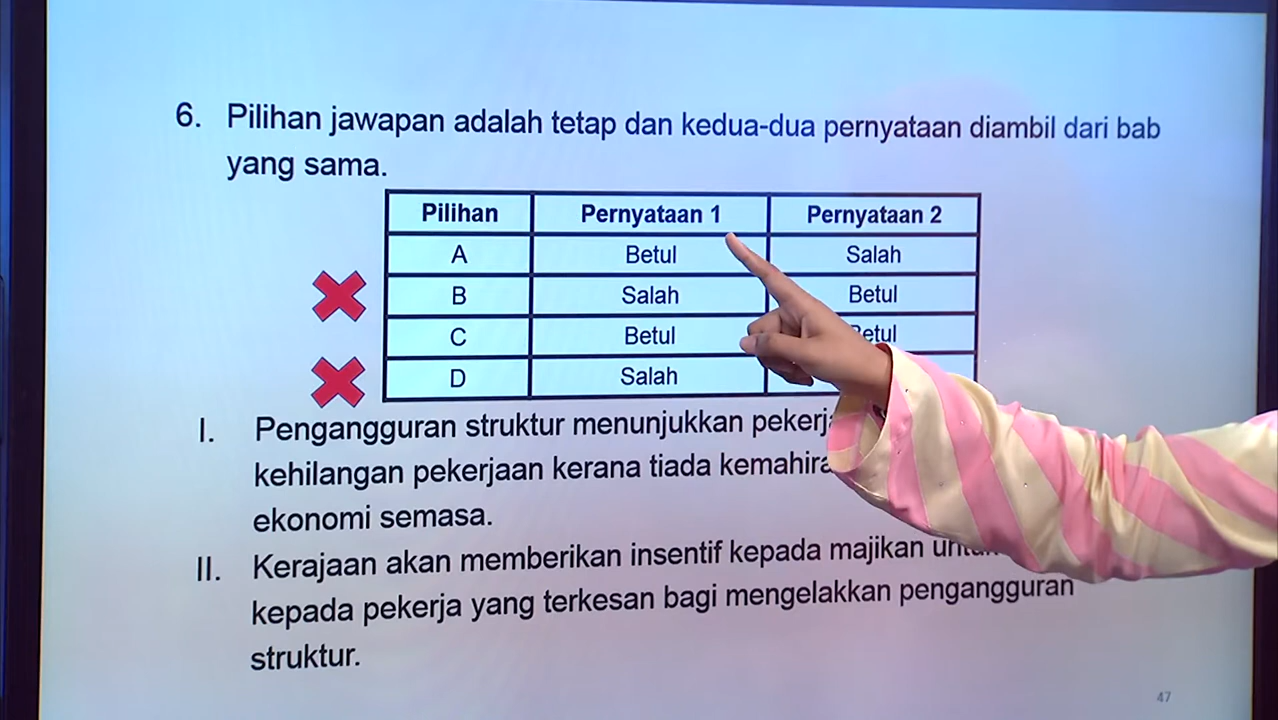 6. Pilihan jawapan adalah tetap dan kedua-dua pernyataan diambil dari bab
yang sama.
Pilihan Pernyataan 1 Pernyataan 2
A Betul Salah
B Salah Betul
C Betul Betul
D Salah
I. Pengangguran struktur menunjukkan
kehilangan pekerjaan kerana tiada
ekonomi semasa.
II. Kerajaan akan memberikan insentif kepada majikan
kepada pekerja yang terkesan bagi mengelakkan pengangguran
struktur.
47